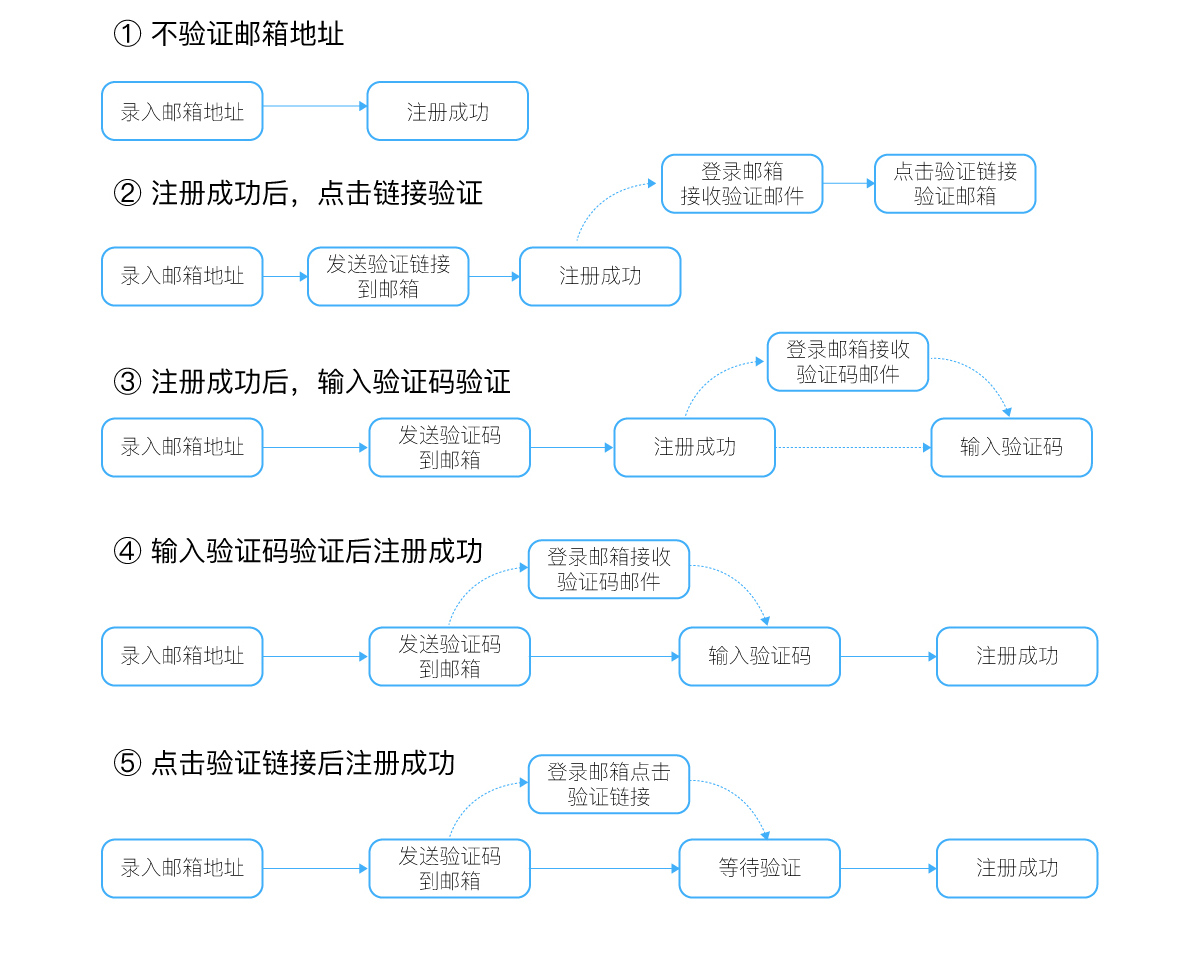 ① 不验证邮箱地址
录入邮箱地址
注册成功
② 注册成功后，点击链接验证
登录邮箱
接收验证邮件
点击验证链接
验证邮箱
录入邮箱地址
发送验证链接
到邮箱
注册成功
③ 注册成功后，输入验证码验证
登录邮箱接收
验证码邮件
录入邮箱地址
发送验证码
到邮箱
注册成功
输入验证码
④ 输入验证码验证后注册成功
登录邮箱接收
验证码邮件
录入邮箱地址
发送验证码
到邮箱
输入验证码
注册成功
⑤ 点击验证链接后注册成功
登录邮箱点击
验证链接
录入邮箱地址
发送验证码
到邮箱
等待验证
注册成功